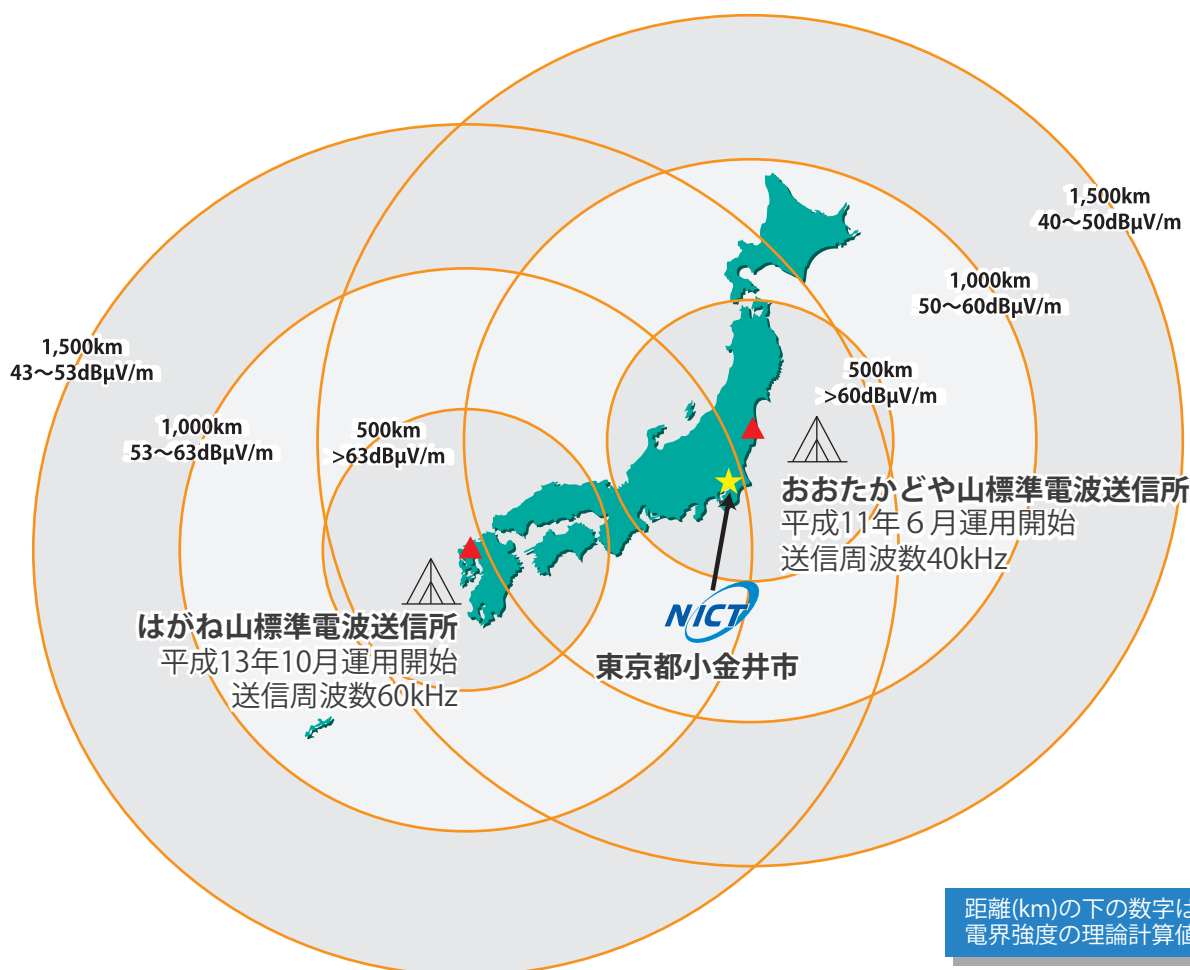 1,500km
40～50dBµV/m
1,000km
50～60dBµV/m
1,500km
43～53dBµV/m
500km
>60dBµV/m
1,000km
53～63dBµV/m
500km
>63dBµV/m
おおたかどや山標準電波送信所
平成11年６月運用開始
送信周波数40kHz
NICT
東京都小金井市
はがね山標準電波送信所
平成13年10月運用開始
送信周波数60kHz
距離(km)の下の数字は
電界強度の理論計算値